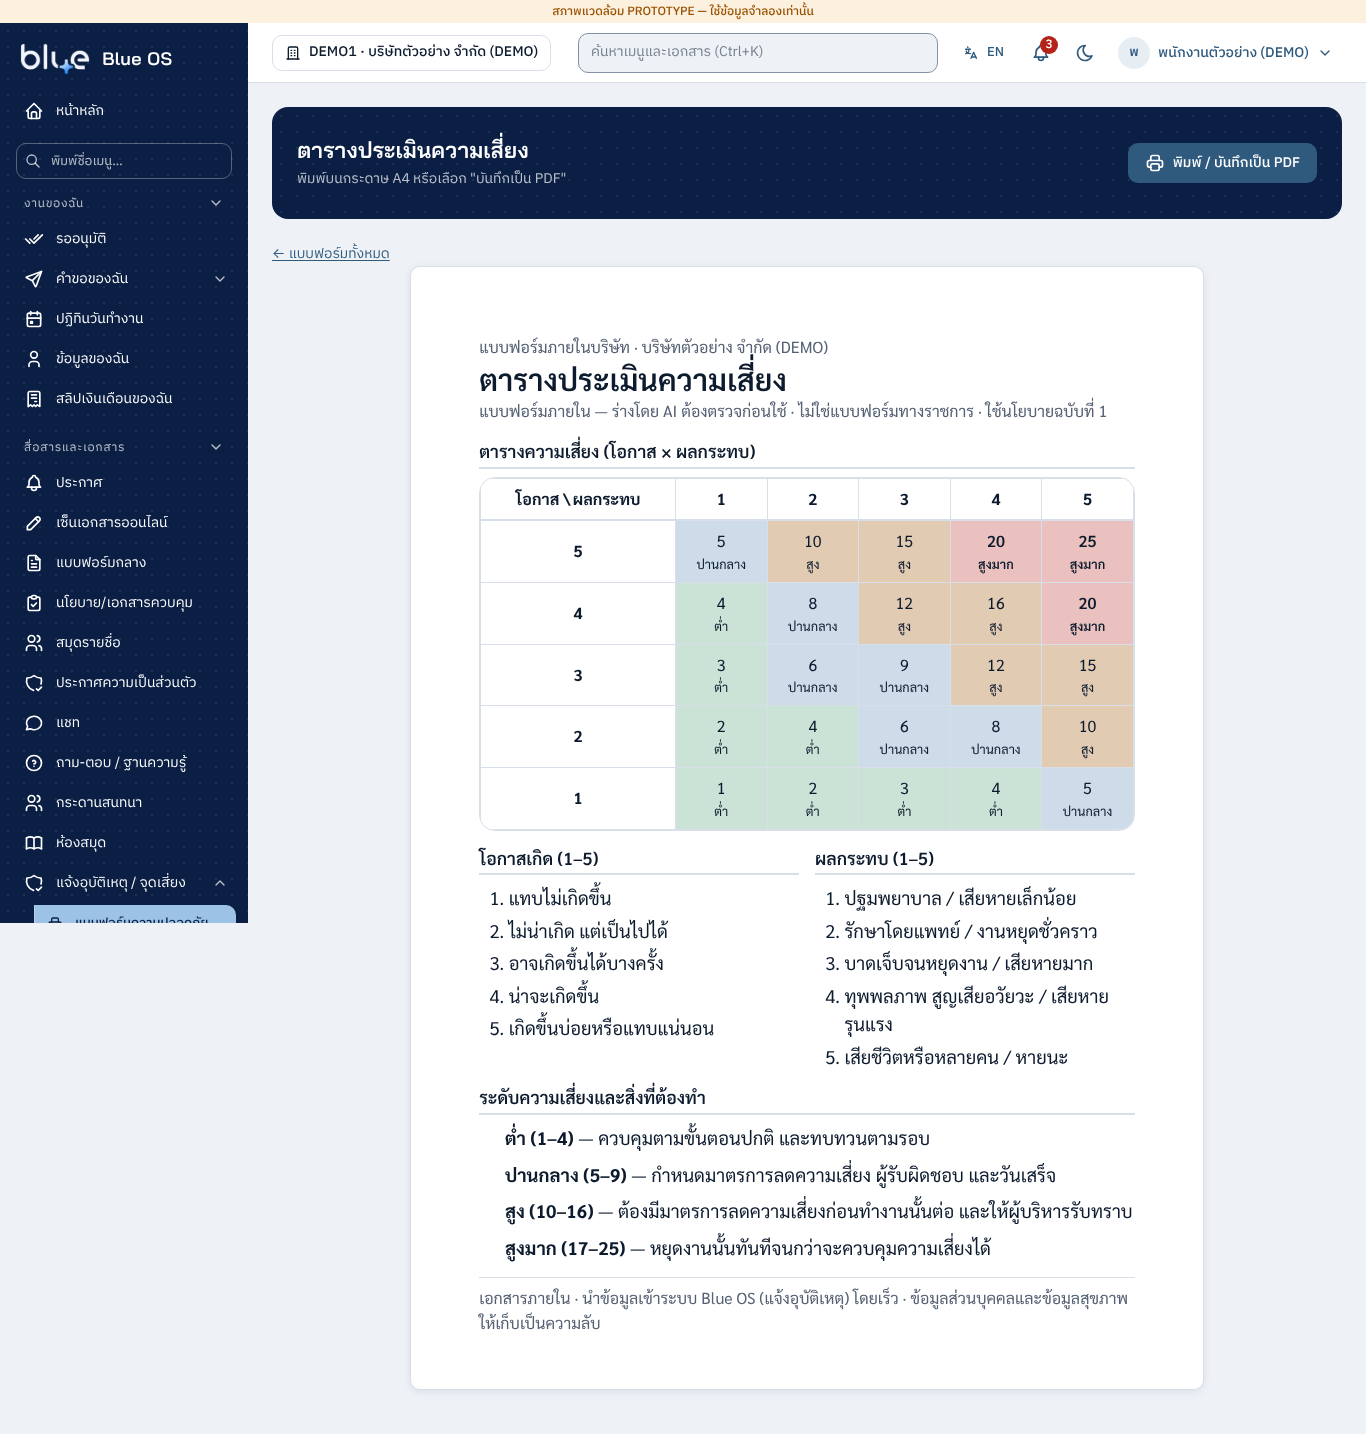 สภาพแวดล้อม PROTOTYPE — ใช้ข้อมูลจำลองเท่านั้น
blue Blue OS
หน้าหลัก
พิมพ์ชื่อเมนู...
งานของฉัน
รออนุมัติ
คำขอของฉัน
ปฏิทินวันทำงาน
ข้อมูลของฉัน
สลิปเงินเดือนของฉัน
สื่อสารและเอกสาร
ประกาศ
เซ็นเอกสารออนไลน์
แบบฟอร์มกลาง
นโยบาย/เอกสารควบคุม
สมุดรายชื่อ
ประกาศความเป็นส่วนตัว
แชท
ถาม-ตอบ / ฐานความรู้
กระดานสนทนา
ห้องสมุด
แจ้งอุบัติเหตุ / จุดเสี่ยง
แบบฟอร์มความปลอดภัย
DEMO1 · บริษัทตัวอย่าง จำกัด (DEMO)
ค้นหาเมนูและเอกสาร (Ctrl+K)
EN
3
พ พนักงานตัวอย่าง (DEMO)
ตารางประเมินความเสี่ยง
พิมพ์บนกระดาษ A4 หรือเลือก "บันทึกเป็น PDF"
พิมพ์ / บันทึกเป็น PDF
← แบบฟอร์มทั้งหมด
แบบฟอร์มภายในบริษัท · บริษัทตัวอย่าง จำกัด (DEMO)
ตารางประเมินความเสี่ยง
แบบฟอร์มภายใน — ร่างโดย AI ต้องตรวจก่อนใช้ · ไม่ใช่แบบฟอร์มทางราชการ · ใช้นโยบายฉบับที่ 1
ตารางความเสี่ยง (โอกาส × ผลกระทบ)
โอกาส \ ผลกระทบ 1 2 3 4 5
5 5 10 15 20 25
ปานกลาง สูง สูง สูงมาก สูงมาก
4 4 8 12 16 20
ต่ำ ปานกลาง สูง สูง สูงมาก
3 3 6 9 12 15
ต่ำ ปานกลาง ปานกลาง สูง สูง
2 2 4 6 8 10
ต่ำ ต่ำ ปานกลาง ปานกลาง สูง
1 1 2 3 4 5
ต่ำ ต่ำ ต่ำ ต่ำ ปานกลาง
โอกาสเกิด (1–5)
1. แทบไม่เกิดขึ้น
2. ไม่น่าเกิด แต่เป็นไปได้
3. อาจเกิดขึ้นได้บางครั้ง
4. น่าจะเกิดขึ้น
5. เกิดขึ้นบ่อยหรือแทบแน่นอน
ผลกระทบ (1–5)
1. ปฐมพยาบาล / เสียหายเล็กน้อย
2. รักษาโดยแพทย์ / งานหยุดชั่วคราว
3. บาดเจ็บจนหยุดงาน / เสียหายมาก
4. ทุพพลภาพ สูญเสียอวัยวะ / เสียหาย
รุนแรง
5. เสียชีวิตหรือหลายคน / หายนะ
ระดับความเสี่ยงและสิ่งที่ต้องทำ
ต่ำ (1–4) — ควบคุมตามขั้นตอนปกติ และทบทวนตามรอบ
ปานกลาง (5–9) — กำหนดมาตรการลดความเสี่ยง ผู้รับผิดชอบ และวันเสร็จ
สูง (10–16) — ต้องมีมาตรการลดความเสี่ยงก่อนทำงานนั้นต่อ และให้ผู้บริหารรับทราบ
สูงมาก (17–25) — หยุดงานนั้นทันทีจนกว่าจะควบคุมความเสี่ยงได้
เอกสารภายใน · นำข้อมูลเข้าระบบ Blue OS (แจ้งอุบัติเหตุ) โดยเร็ว · ข้อมูลส่วนบุคคลและข้อมูลสุขภาพ
ให้เก็บเป็นความลับ